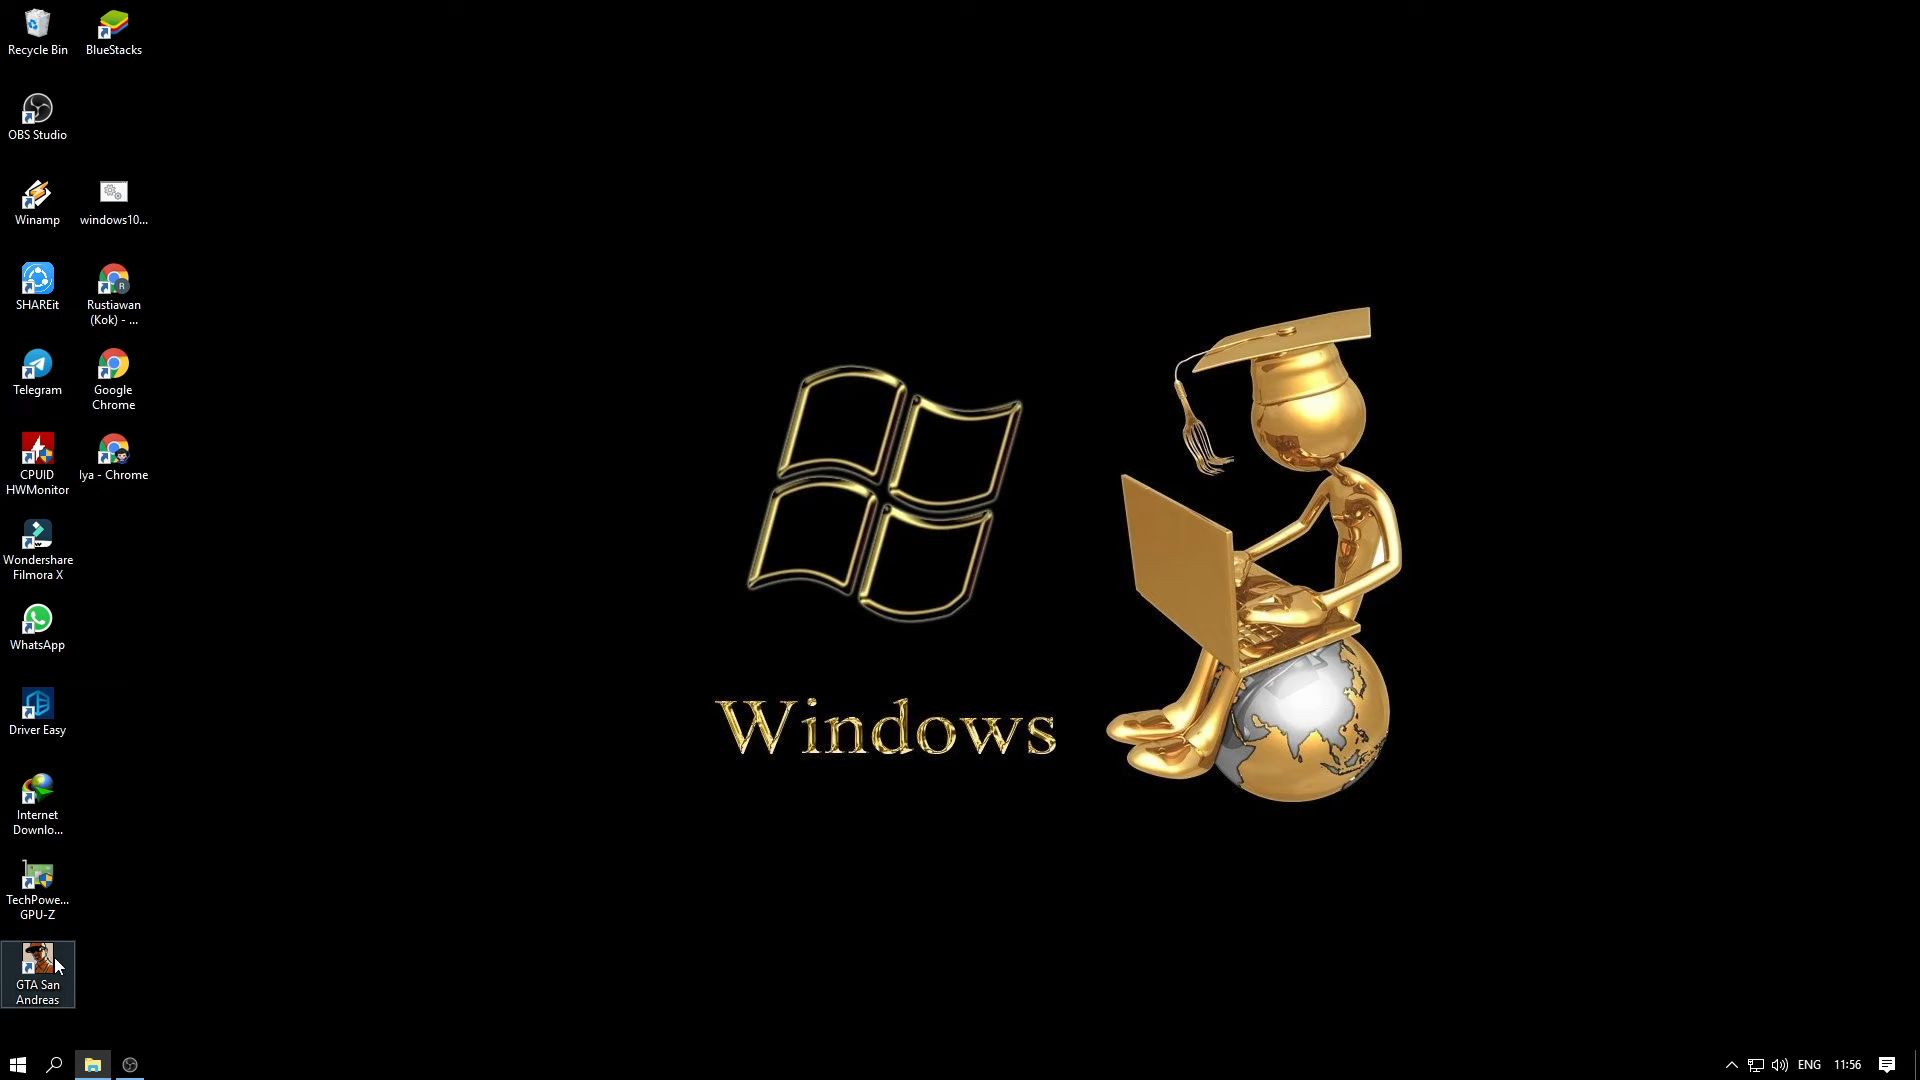 Recycle Bin
BlueStacks
OBS Studio
Winamp
windows10...
SHAREit
Rustiawan
(Kok) - ...
Telegram
Google
Chrome
CPUID
HWMonitor
lya - Chrome
Wondershare
Filmora X
WhatsApp
Driver Easy
Internet
Downlo...
TechPowe...
GPU-Z
GTA San
Andreas
Windows
ENG
11:56